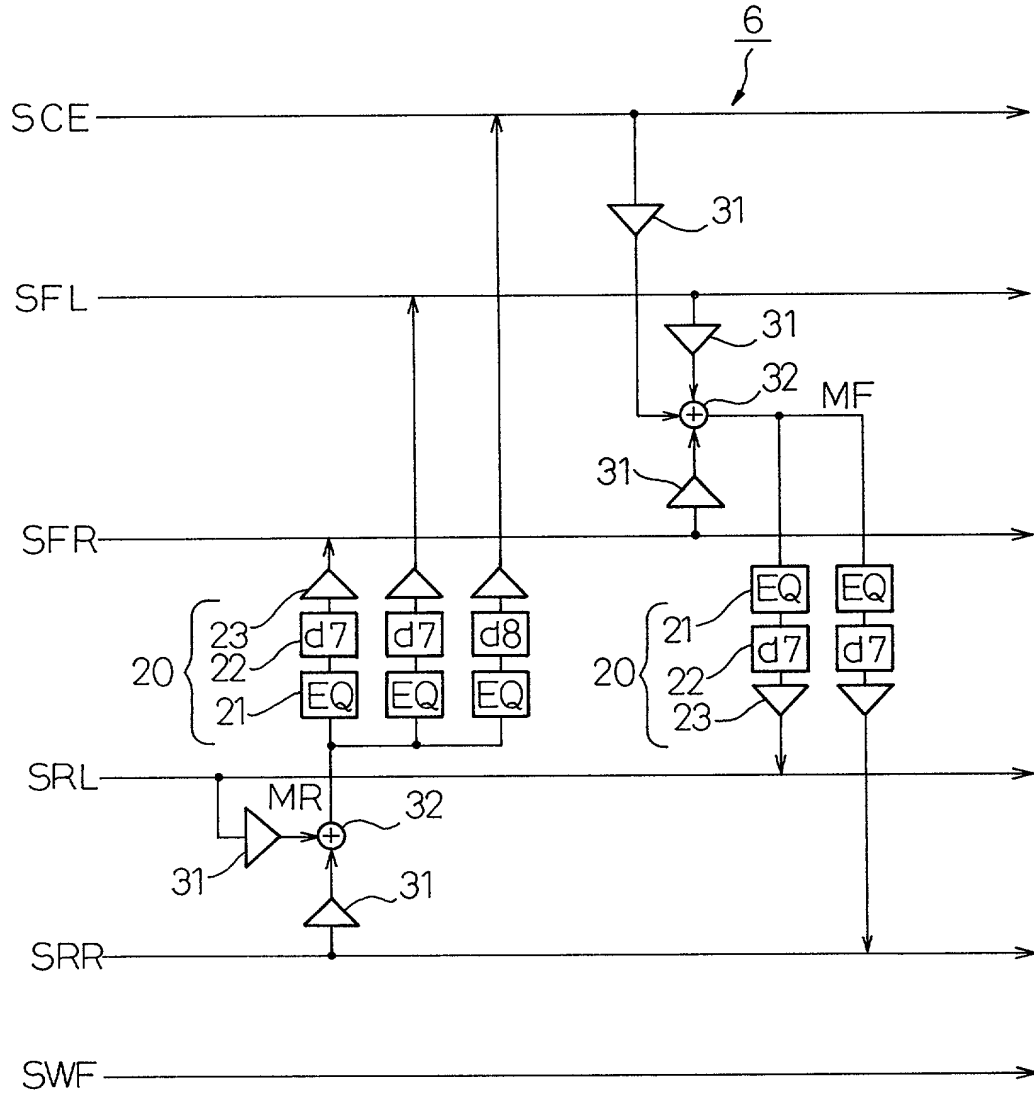 6
SCE
31
SFL
31
32 MF
31
SFR
EQ EQ
23 d7 d7 d8 21
20 22 20 22 d7 d7
21 EQ EQ EQ 23
SRL
MR 32
31 31
SRR
SWF